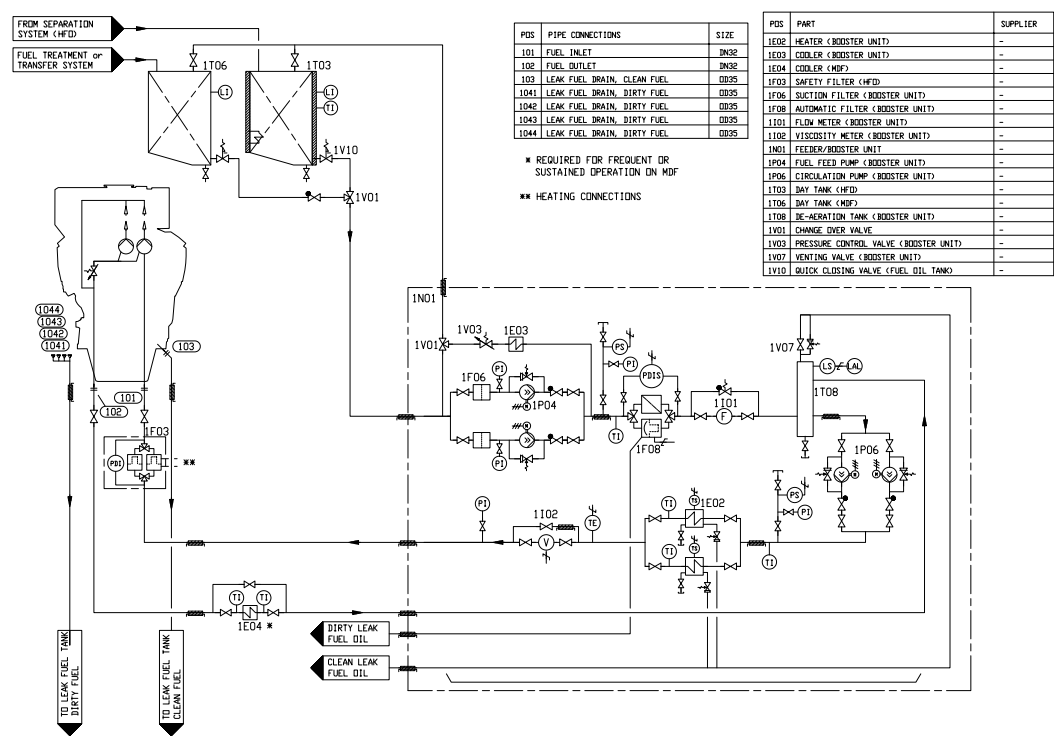 FROM SEPARATION
SYSTEM (HFO)
FUEL TREATMENT or
TRANSFER SYSTEM
1T06
1T03
LI
LI
TI
1V10
1V01
POS PIPE CONNECTIONS SIZE
101 FUEL INLET DN32
102 FUEL OUTLET DN32
103 LEAK FUEL DRAIN, CLEAN FUEL OD35
1041 LEAK FUEL DRAIN, DIRTY FUEL OD35
1042 LEAK FUEL DRAIN, DIRTY FUEL OD35
1043 LEAK FUEL DRAIN, DIRTY FUEL OD35
1044 LEAK FUEL DRAIN, DIRTY FUEL OD35
* REQUIRED FOR FREQUENT OR
SUSTAINED OPERATION ON MDF
** HEATING CONNECTIONS
POS PART SUPPLIER
1E02 HEATER (BOOSTER UNIT) -
1E03 COOLER (BOOSTER UNIT) -
1E04 COOLER (MDF) -
1F03 SAFETY FILTER (HFO) -
1F06 SUCTION FILTER (BOOSTER UNIT) -
1F08 AUTOMATIC FILTER (BOOSTER UNIT) -
1I01 FLOW METER (BOOSTER UNIT) -
1I02 VISCOSITY METER (BOOSTER UNIT) -
1N01 FEEDER/BOOSTER UNIT -
1P04 FUEL FEED PUMP (BOOSTER UNIT) -
1P06 CIRCULATION PUMP (BOOSTER UNIT) -
1T03 DAY TANK (HFO) -
1T06 DAY TANK (MDF) -
1T08 DE-AERATION TANK (BOOSTER UNIT) -
1V01 CHANGE OVER VALVE -
1V03 PRESSURE CONTROL VALVE (BOOSTER UNIT) -
1V07 VENTING VALVE (BOOSTER UNIT) -
1V10 QUICK CLOSING VALVE (FUEL OIL TANK) -
1044
1043
1042
1041
103
101
102
1F03
PDI
**
1N01
1V01
1V03
1E03
PS
PI
PI
1F06
1P04
M
M
PI
PDIS
TI
1F08
1I01
F
1V07
LS
LAL
1T08
1P06
M
M
PS
PI
TI
1E02
TI
TS
TI
TS
TE
1I02
V
PI
TI
TI
1E04 *
DIRTY LEAK
FUEL OIL
CLEAN LEAK
FUEL OIL
TO LEAK FUEL TANK
DIRTY FUEL
TO LEAK FUEL TANK
CLEAN FUEL